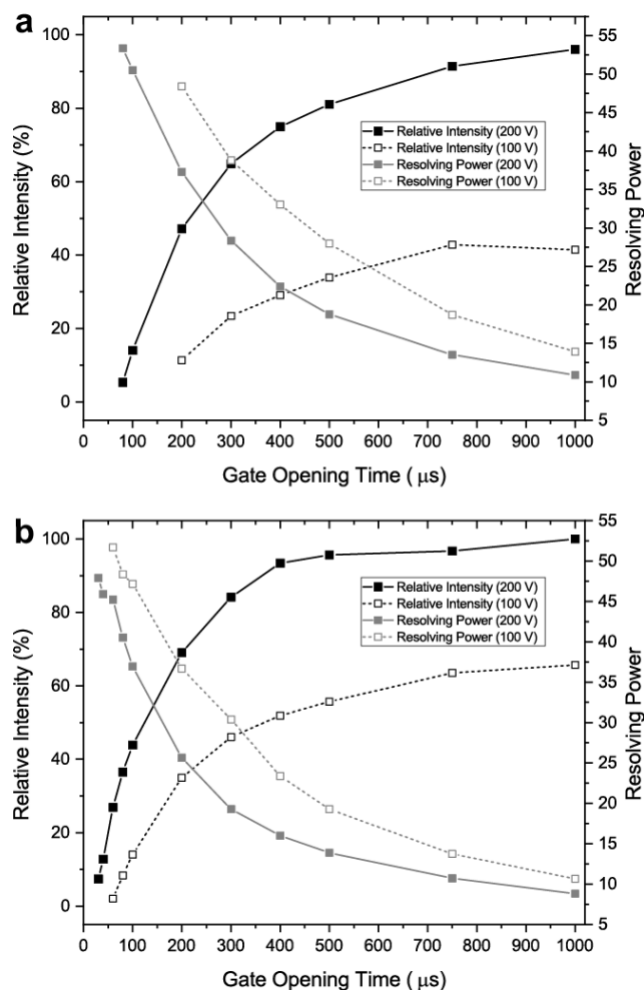 a
100
80
60
40
20
0
Relative Intensity (%)
Relative Intensity (200 V)
Relative Intensity (100 V)
Resolving Power (200 V)
Resolving Power (100 V)
55
50
45
40
35
30
25
20
15
10
5
Resolving Power
0 100 200 300 400 500 600 700 800 900 1000
Gate Opening Time ( μs)
b
100
80
60
40
20
0
Relative Intensity (%)
Relative Intensity (200 V)
Relative Intensity (100 V)
Resolving Power (200 V)
Resolving Power (100 V)
55
50
45
40
35
30
25
20
15
10
5
Resolving Power
0 100 200 300 400 500 600 700 800 900 1000
Gate Opening Time ( μs)